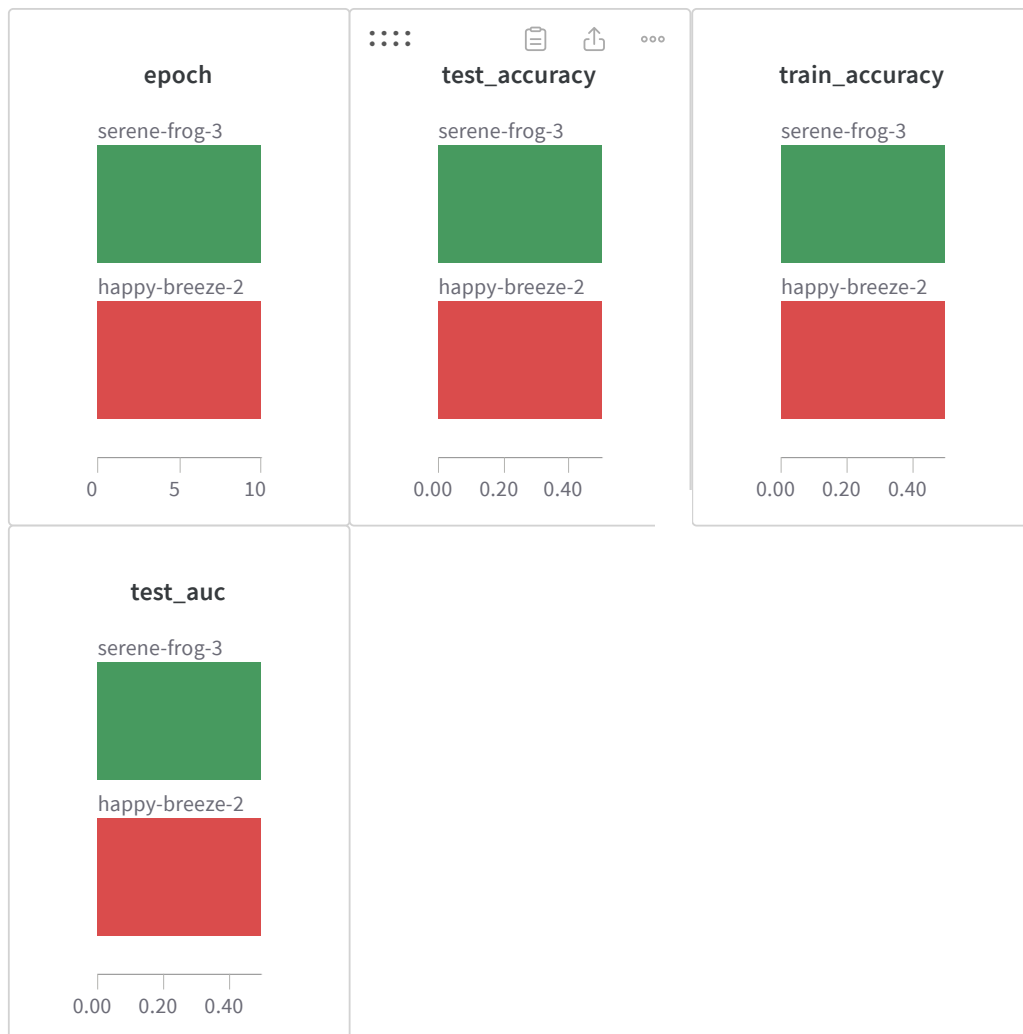 epoch
serene-frog-3
happy-breeze-2
0 5 10
test_accuracy
serene-frog-3
happy-breeze-2
0.00 0.20 0.40
train_accuracy
serene-frog-3
happy-breeze-2
0.00 0.20 0.40
test_auc
serene-frog-3
happy-breeze-2
0.00 0.20 0.40